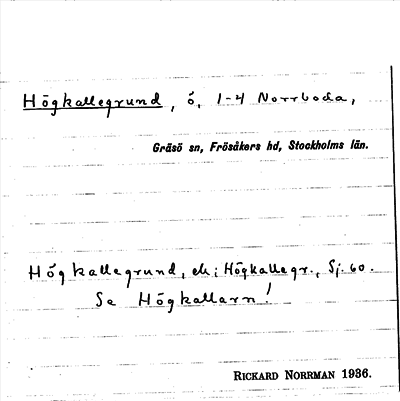 Högkallegrund, ö, 1-4 Norrboda,
Gräsö sn, Frösåkers hd, Stockholms län.
Högkallegrund, ek; Högkallegr., Sj. 60.
Se Högkallarn!
RICKARD NORRMAN 1936.